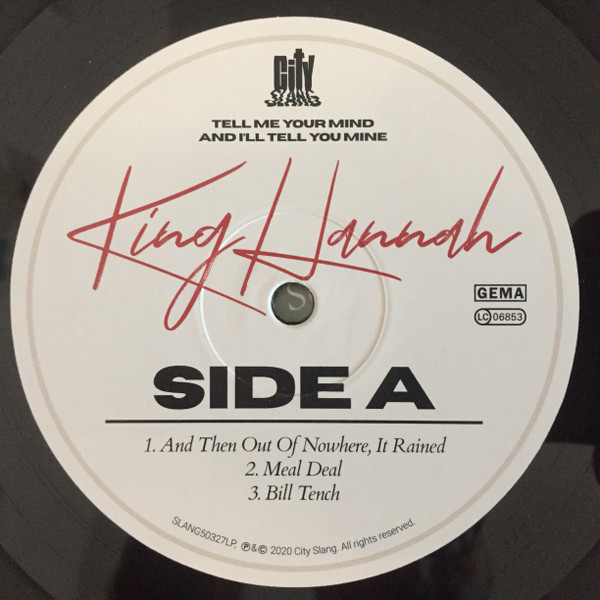 City
SLANG
TELL ME YOUR MIND
AND I'LL TELL YOU MINE
King Hannah
GEMA
LC 06853
SIDE A
1. And Then Out Of Nowhere, It Rained
2. Meal Deal
3. Bill Tench
SLANG50327LP, ℗&© 2020 City Slang. All rights reserved.